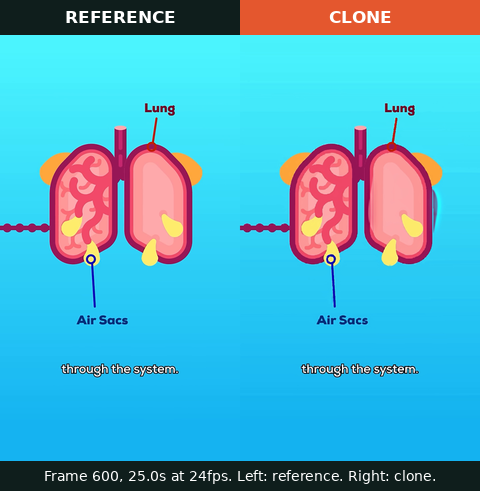 REFERENCE CLONE
Lung Lung
Air Sacs Air Sacs
through the system. through the system.
Frame 600, 25.0s at 24fps. Left: reference. Right: clone.